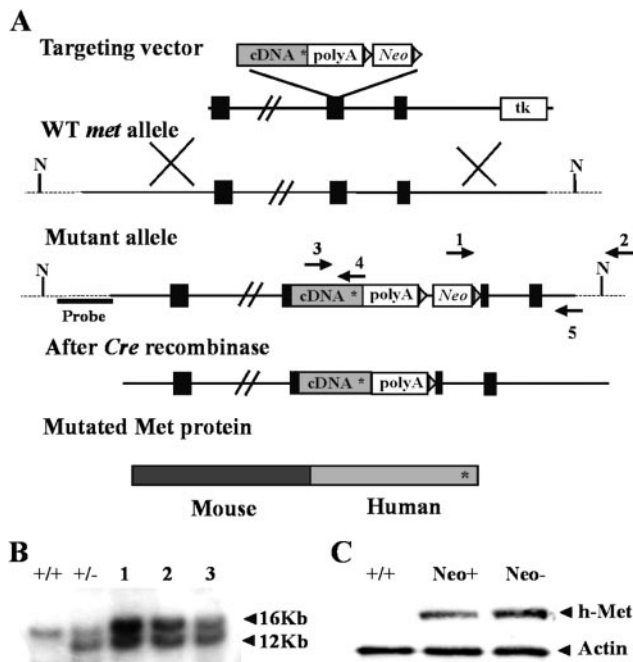 A
Targeting vector
cDNA * polyA Neo
tk
WT met allele
N N
Mutant allele
3 1 2
N 4 N
cDNA * polyA Neo
Probe 5
After Cre recombinase
cDNA * polyA
Mutated Met protein
*
Mouse Human
B C
+/+ +/- 1 2 3 +/+ Neo+ Neo-
16Kb h-Met
12Kb Actin